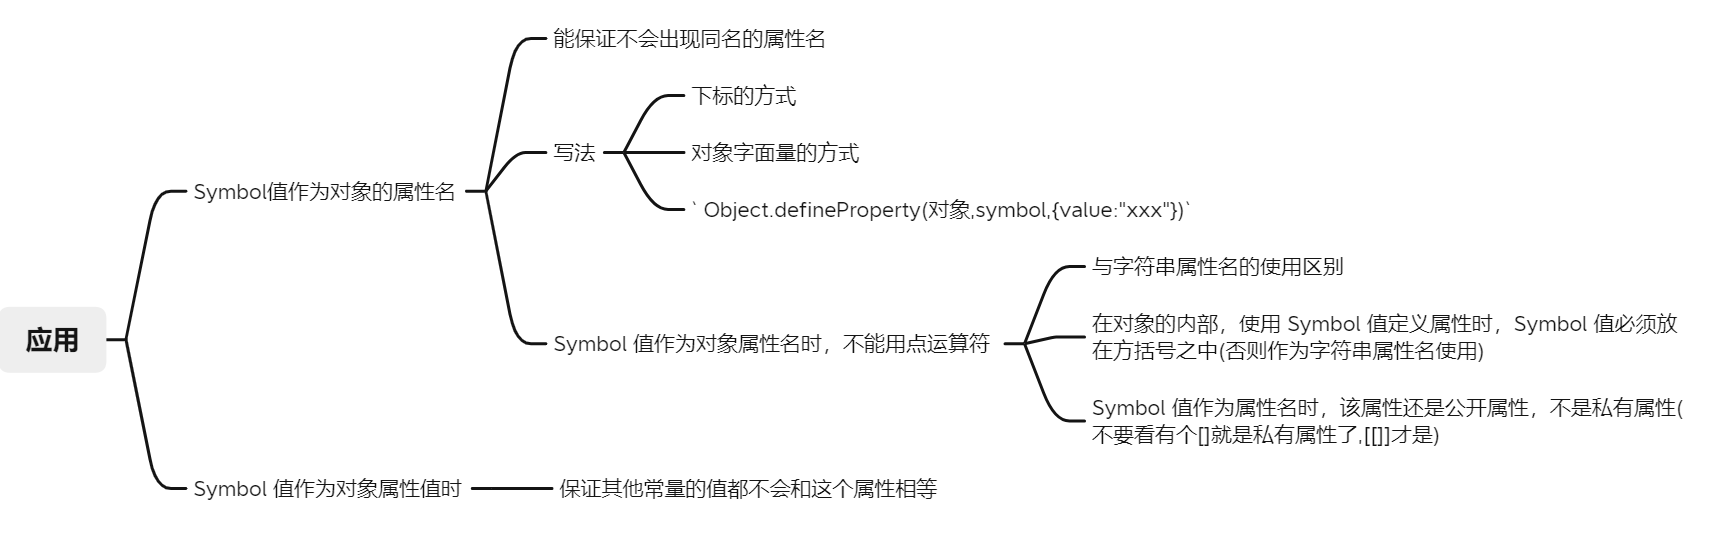 能保证不会出现同名的属性名
下标的方式
写法
对象字面量的方式
Symbol值作为对象的属性名
` Object.defineProperty(对象,symbol,{value:"xxx"})`
与字符串属性名的使用区别
在对象的内部，使用 Symbol 值定义属性时，Symbol 值必须放
在方括号之中(否则作为字符串属性名使用)
应用
Symbol 值作为对象属性名时，不能用点运算符
Symbol 值作为属性名时，该属性还是公开属性，不是私有属性(
不要看有个[]就是私有属性了,[[]]才是)
Symbol 值作为对象属性值时
保证其他常量的值都不会和这个属性相等